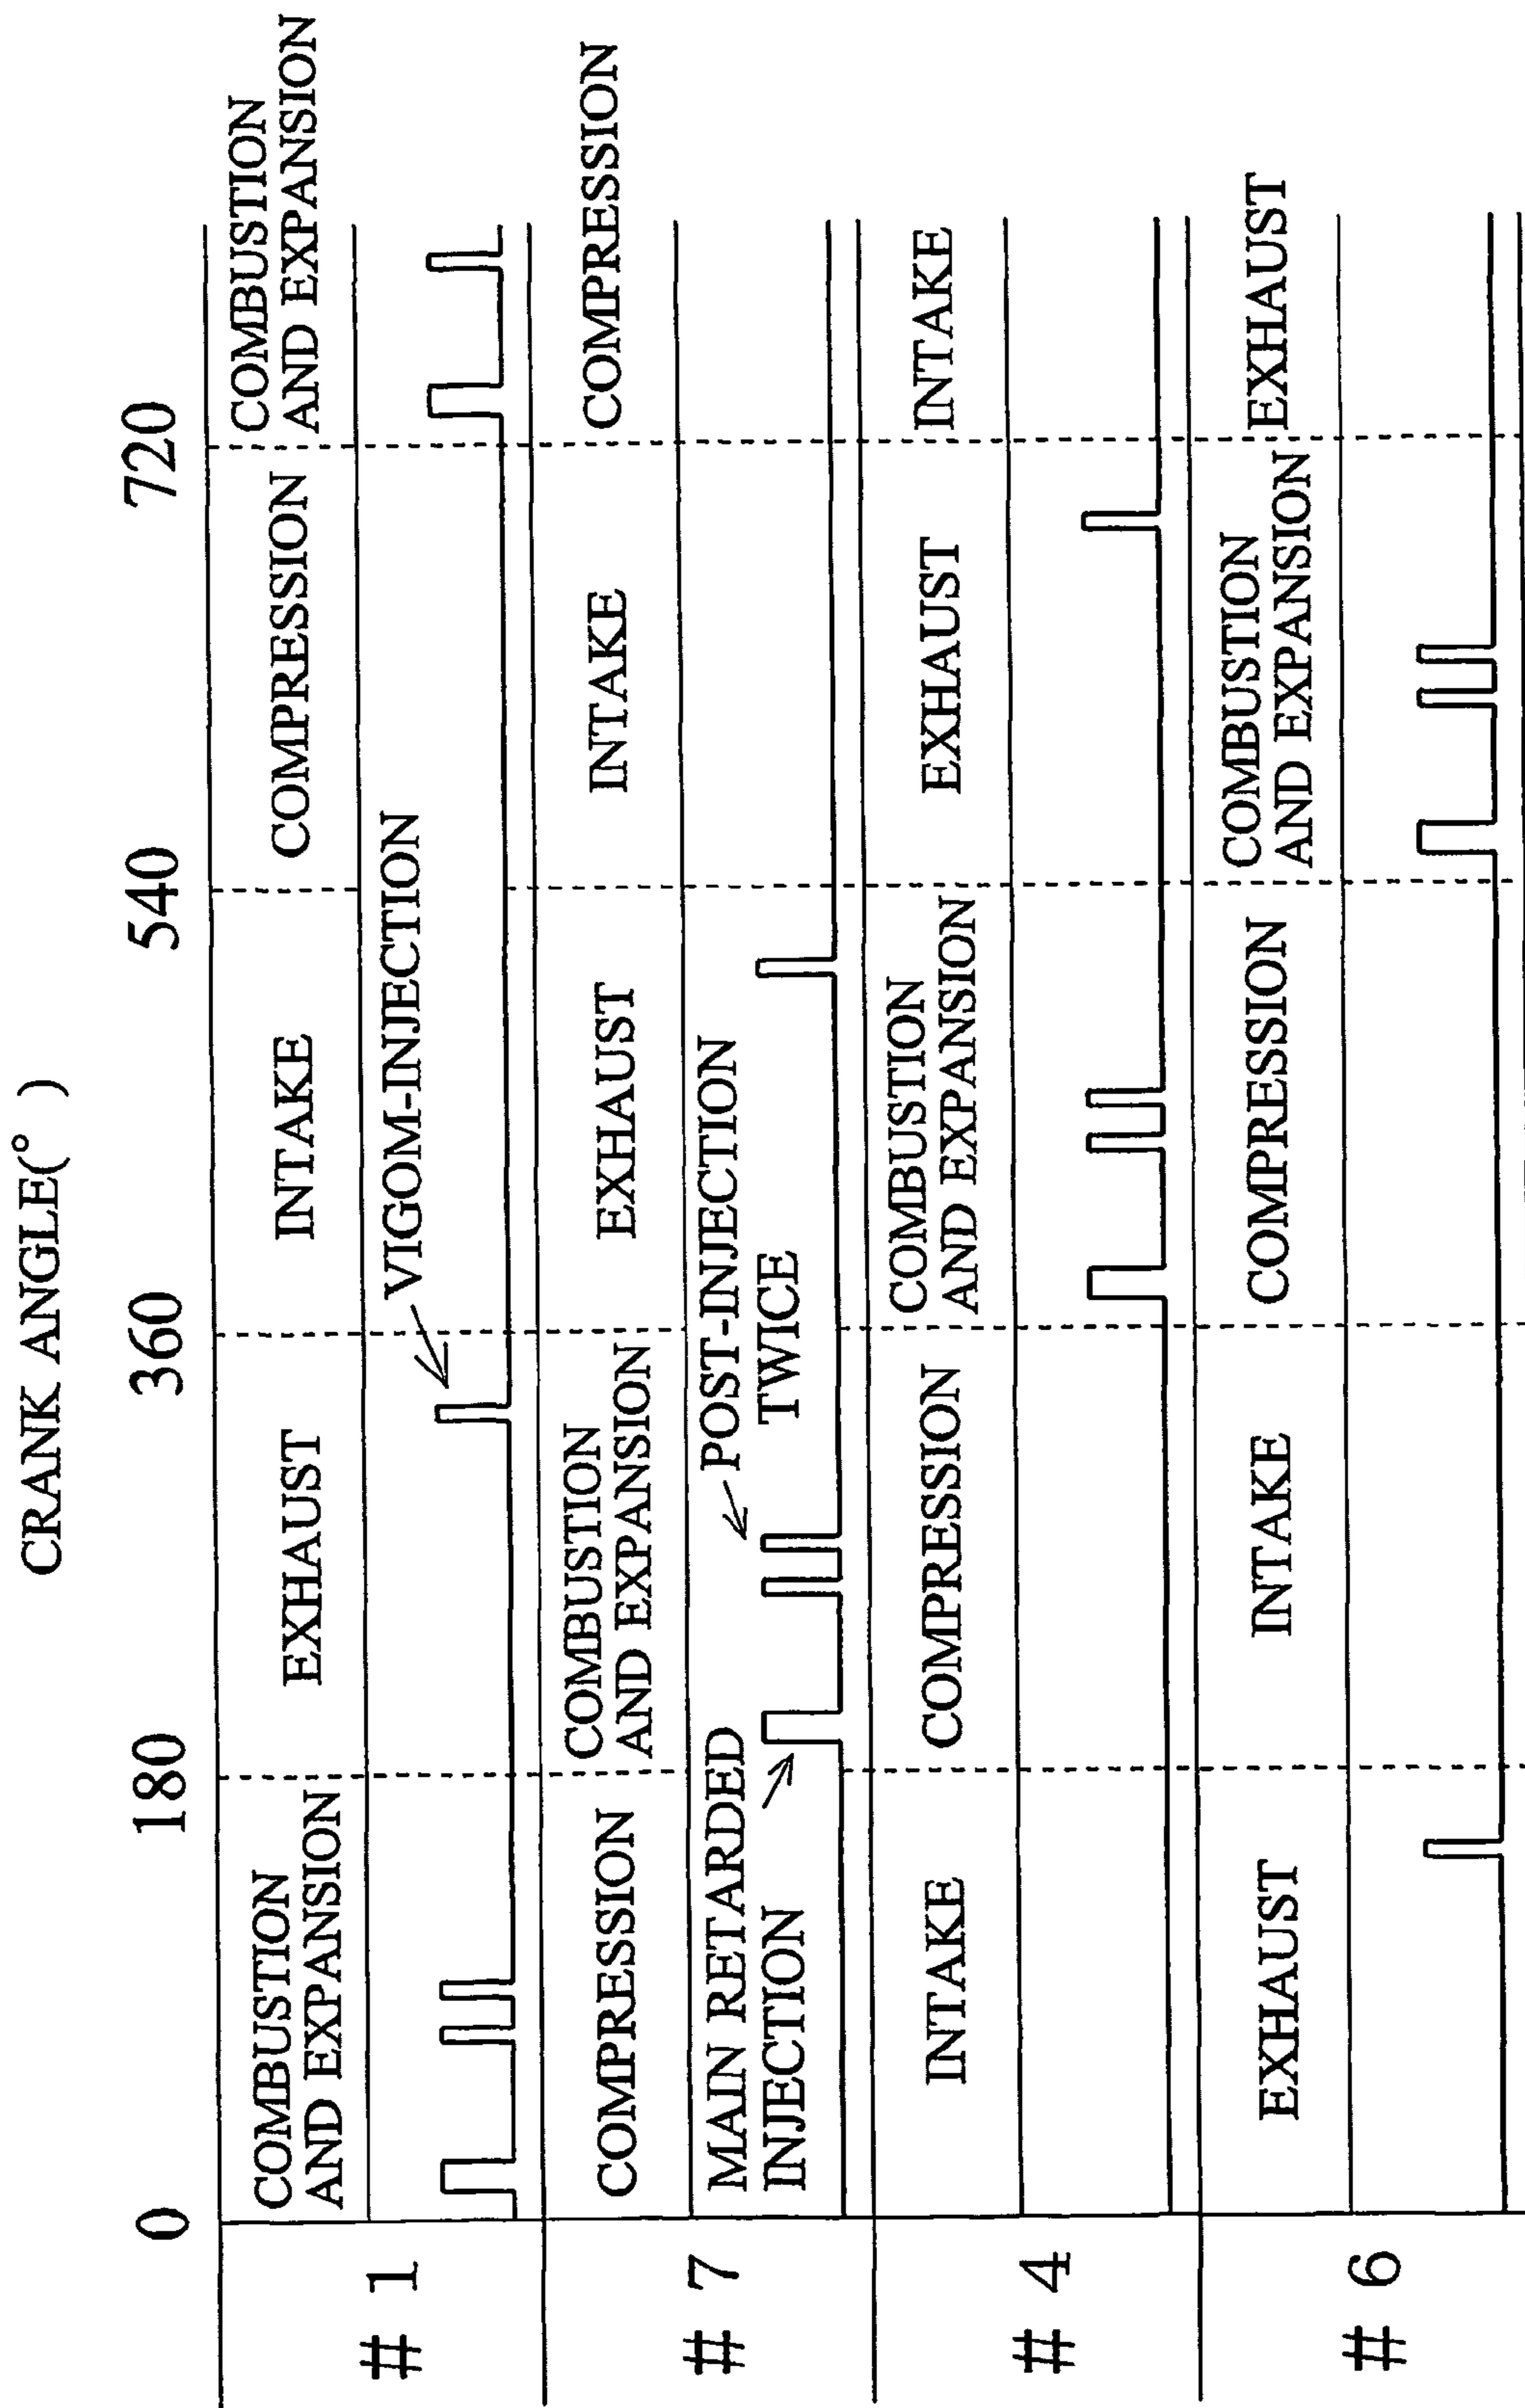 CRANK ANGLE(° )
0 180 360 540 720
# 1
COMBUSTION
AND EXPANSION
EXHAUST
INTAKE
COMPRESSION
COMBUSTION
AND EXPANSION
VIGOM-INJECTION
# 7
COMPRESSION
COMBUSTION
AND EXPANSION
EXHAUST
INTAKE
COMPRESSION
MAIN RETARDED
INJECTION
POST-INJECTION
TWICE
# 4
INTAKE
COMPRESSION
COMBUSTION
AND EXPANSION
EXHAUST
INTAKE
# 6
EXHAUST
INTAKE
COMPRESSION
COMBUSTION
AND EXPANSION
EXHAUST